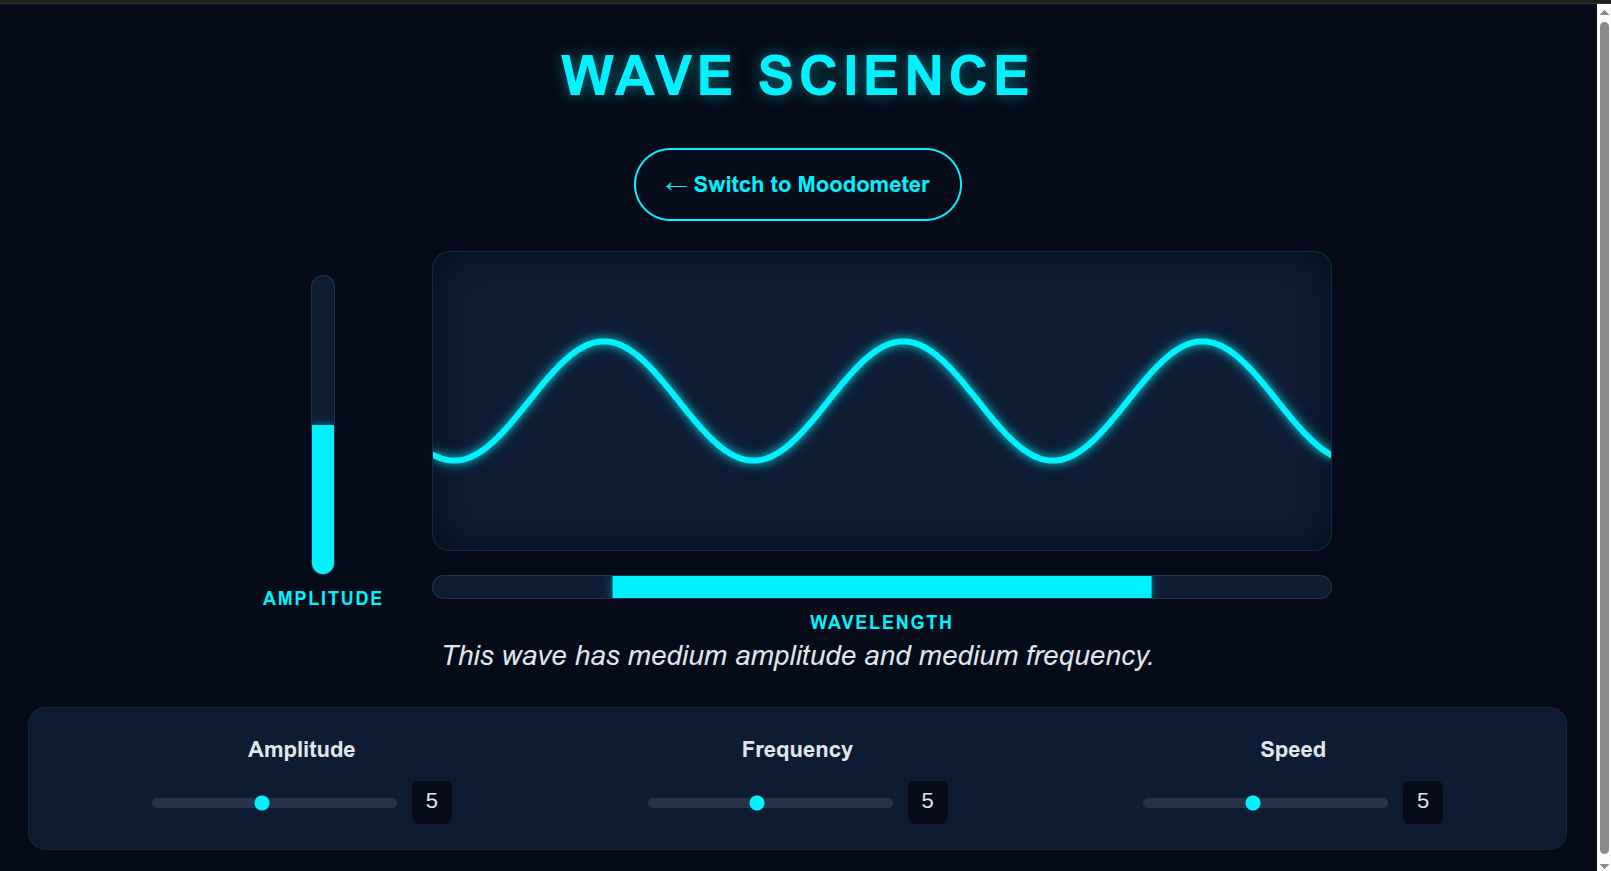 WAVE SCIENCE
← Switch to Moodometer
AMPLITUDE
WAVELENGTH
This wave has medium amplitude and medium frequency.
Amplitude
5
Frequency
5
Speed
5